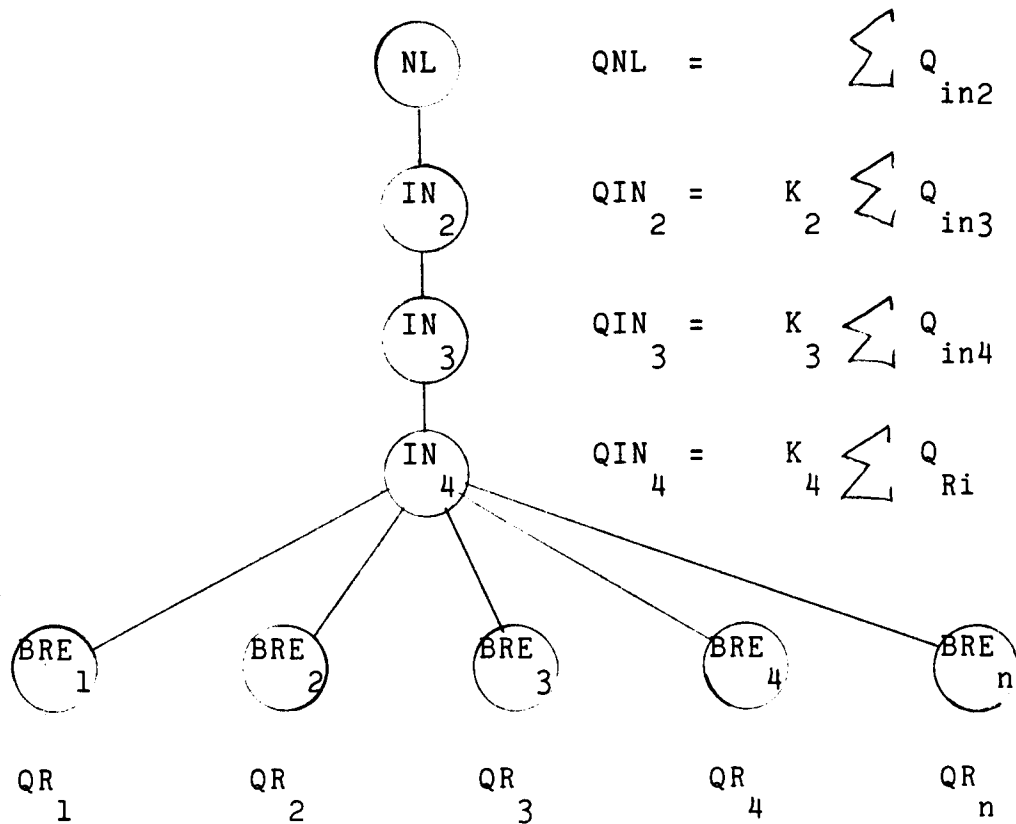 NL QNL = ∑ Q in2
IN 2 QIN 2 = K 2 ∑ Q in3
IN 3 QIN 3 = K 3 ∑ Q in4
IN 4 QIN 4 = K 4 ∑ Q Ri
BRE 1 BRE 2 BRE 3 BRE 4 BRE n
QR 1 QR 2 QR 3 QR 4 QR n